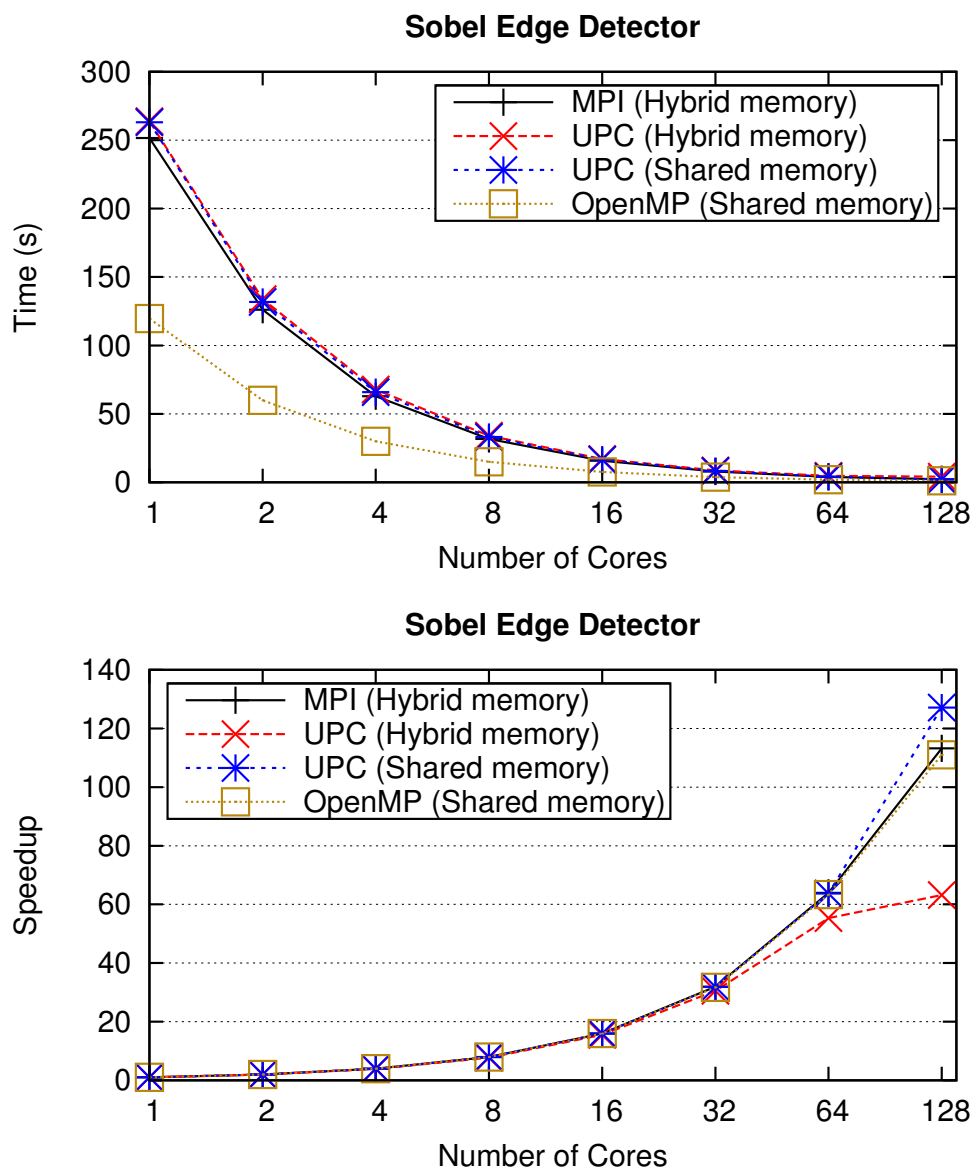 Sobel Edge Detector
300
250
200
150
100
50
0
Time (s)
MPI (Hybrid memory)
UPC (Hybrid memory)
UPC (Shared memory)
OpenMP (Shared memory)
1 2 4 8 16 32 64 128
Number of Cores
Sobel Edge Detector
140
120
100
80
60
40
20
0
Speedup
MPI (Hybrid memory)
UPC (Hybrid memory)
UPC (Shared memory)
OpenMP (Shared memory)
1 2 4 8 16 32 64 128
Number of Cores